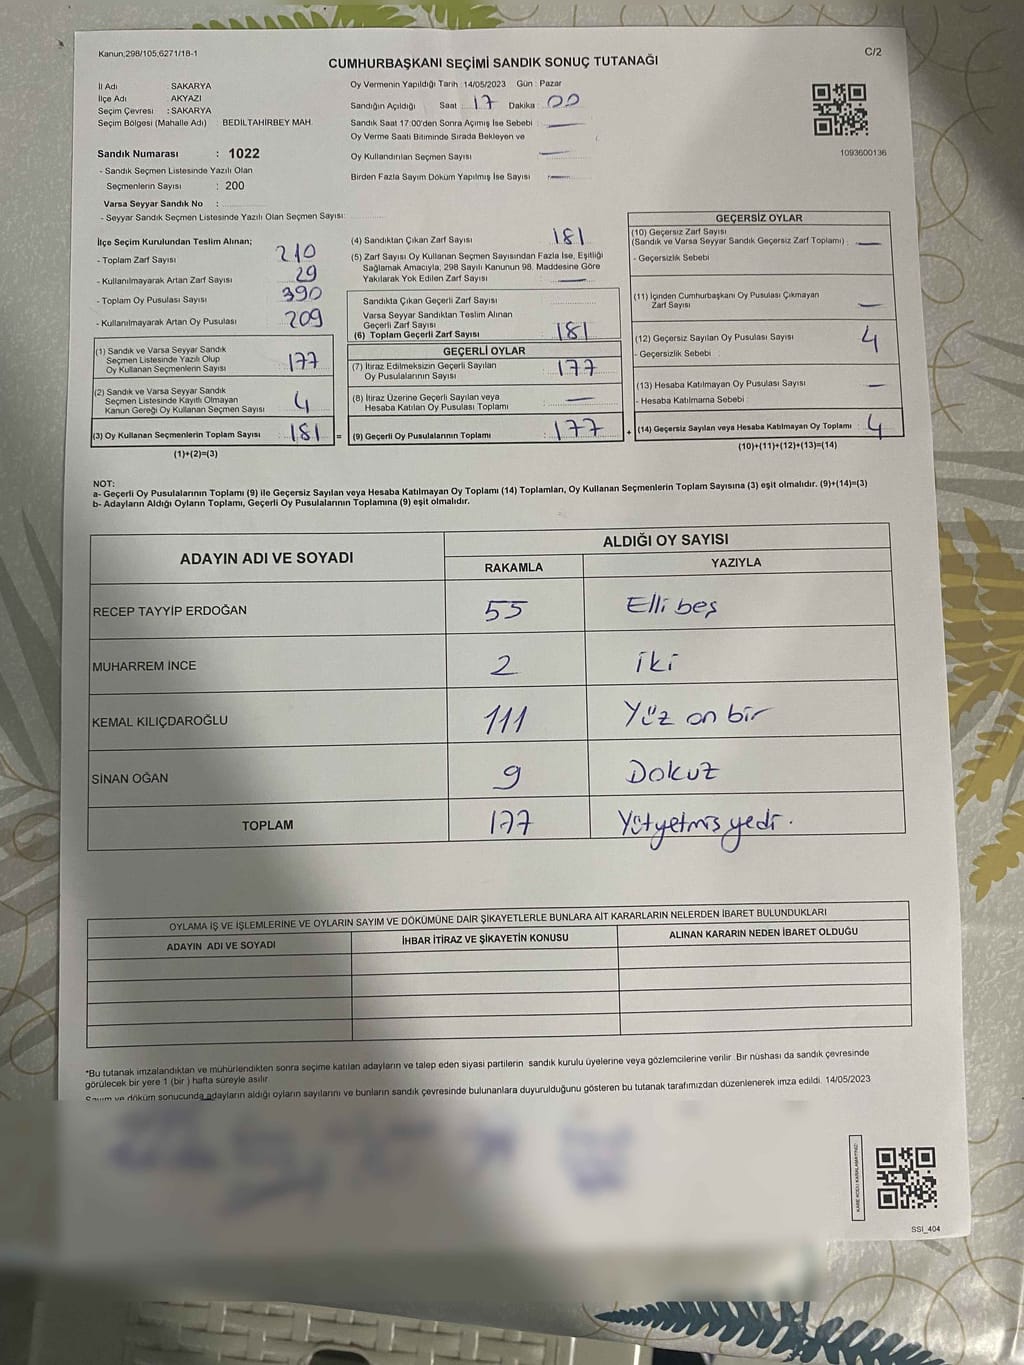 Kanun;298/105;6271/18-1
C/2
CUMHURBAŞKANI SEÇİMİ SANDIK SONUÇ TUTANAĞI
İl Adı SAKARYA
İlçe Adı AKYAZI
Seçim Çevresi : SAKARYA
Seçim Bölgesi (Mahalle Adı) BEDİLTAHİRBEY MAH.
Sandık Numarası : 1022
- Sandık Seçmen Listesinde Yazılı Olan
Seçmenlerin Sayısı : 200
Varsa Seyyar Sandık No :
- Seyyar Sandık Seçmen Listesinde Yazılı Olan Seçmen Sayısı:
Oy Vermenin Yapıldığı Tarih : 14/05/2023 Gün : Pazar
Sandığın Açıldığı Saat : 17 Dakika : 00
Sandık Saat 17:00'den Sonra Açımış İse Sebebi : —
Oy Verme Saati Bitiminde Sırada Bekleyen ve
Oy Kullandırılan Seçmen Sayısı —
Birden Fazla Sayım Döküm Yapılmış İse Sayısı : —
1093600136
İlçe Seçim Kurulundan Teslim Alınan;
- Toplam Zarf Sayısı 210
- Kullanılmayarak Artan Zarf Sayısı 29
- Toplam Oy Pusulası Sayısı 390
- Kullanılmayarak Artan Oy Pusulası 209
(1) Sandık ve Varsa Seyyar Sandık
Seçmen Listesinde Yazılı Olup
Oy Kullanan Seçmenlerin Sayısı 177
(2) Sandık ve Varsa Seyyar Sandık
Seçmen Listesinde Kayıtlı Olmayan
Kanun Gereği Oy Kullanan Seçmen Sayısı 4
(3) Oy Kullanan Seçmenlerin Toplam Sayısı 181 =
(1)+(2)=(3)
(4) Sandıktan Çıkan Zarf Sayısı 181
(5) Zarf Sayısı Oy Kullanan Seçmen Sayısından Fazla İse, Eşitliği
Sağlamak Amacıyla, 298 Sayılı Kanunun 98. Maddesine Göre
Yakılarak Yok Edilen Zarf Sayısı —
Sandıkta Çıkan Geçerli Zarf Sayısı
Varsa Seyyar Sandıktan Teslim Alınan
Geçerli Zarf Sayısı
(6) Toplam Geçerli Zarf Sayısı 181
GEÇERLİ OYLAR
(7) İtiraz Edilmeksizin Geçerli Sayılan
Oy Pusulalarının Sayısı 177
(8) İtiraz Üzerine Geçerli Sayılan veya
Hesaba Katılan Oy Pusulası Toplamı —
(9) Geçerli Oy Pusulalarının Toplamı : 177 +
GEÇERSİZ OYLAR
(10) Geçersiz Zarf Sayısı
(Sandık ve Varsa Seyyar Sandık Geçersiz Zarf Toplamı) : —
- Geçersizlik Sebebi
(11) İçinden Cumhurbaşkanı Oy Pusulası Çıkmayan
Zarf Sayısı —
(12) Geçersiz Sayılan Oy Pusulası Sayısı 4
- Geçersizlik Sebebi
(13) Hesaba Katılmayan Oy Pusulası Sayısı —
- Hesaba Katılmama Sebebi
(14) Geçersiz Sayılan veya Hesaba Katılmayan Oy Toplamı : 4
(10)+(11)+(12)+(13)=(14)
NOT:
a- Geçerli Oy Pusulalarının Toplamı (9) ile Geçersiz Sayılan veya Hesaba Katılmayan Oy Toplamı (14) Toplamları, Oy Kullanan Seçmenlerin Toplam Sayısına (3) eşit olmalıdır. (9)+(14)=(3)
b- Adayların Aldığı Oyların Toplamı, Geçerli Oy Pusulalarının Toplamına (9) eşit olmalıdır.
ADAYIN ADI VE SOYADI
ALDIĞI OY SAYISI
RAKAMLA YAZIYLA
RECEP TAYYİP ERDOĞAN 55 Elli beş
MUHARREM İNCE 2 iki
KEMAL KILIÇDAROĞLU 111 Yüz on bir
SİNAN OĞAN 9 Dokuz
TOPLAM 177 Yüzyetmiş yedi.
OYLAMA İŞ VE İŞLEMLERİNE VE OYLARIN SAYIM VE DÖKÜMÜNE DAİR ŞİKAYETLERLE BUNLARA AİT KARARLARIN NELERDEN İBARET BULUNDUKLARI
ADAYIN ADI VE SOYADI İHBAR İTİRAZ VE ŞİKAYETİN KONUSU ALINAN KARARIN NEDEN İBARET OLDUĞU
*Bu tutanak imzalandıktan ve mühürlendikten sonra seçime katılan adayların ve talep eden siyasi partilerin sandık kurulu üyelerine veya gözlemcilerine verilir. Bir nüshası da sandık çevresinde
görülecek bir yere 1 (bir ) hafta süreyle asılır
Sayım ve döküm sonucunda adayların aldığı oyların sayılarını ve bunların sandık çevresinde bulunanlara duyurulduğunu gösteren bu tutanak tarafımızdan düzenlenerek imza edildi. 14/05/2023
SSI_404